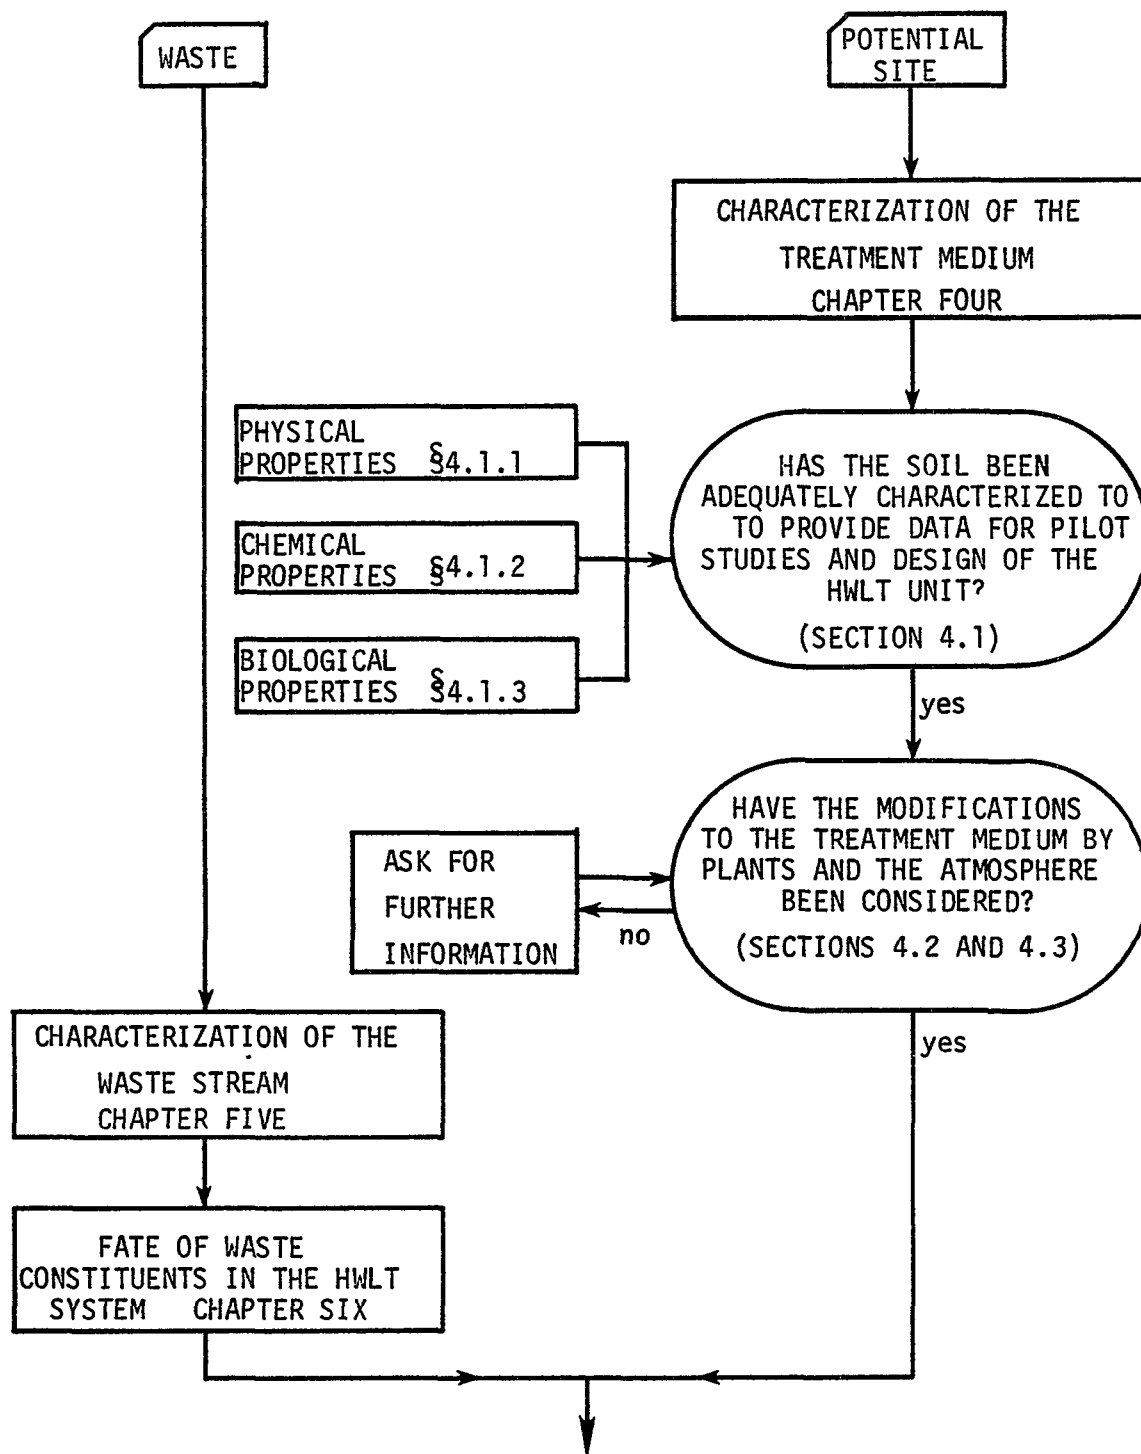 WASTE
POTENTIAL
SITE
CHARACTERIZATION OF THE
TREATMENT MEDIUM
CHAPTER FOUR
PHYSICAL
PROPERTIES §4.1.1
CHEMICAL
PROPERTIES §4.1.2
BIOLOGICAL
PROPERTIES §4.1.3
HAS THE SOIL BEEN
ADEQUATELY CHARACTERIZED TO
TO PROVIDE DATA FOR PILOT
STUDIES AND DESIGN OF THE
HWLT UNIT?
(SECTION 4.1)
yes
HAVE THE MODIFICATIONS
TO THE TREATMENT MEDIUM BY
PLANTS AND THE ATMOSPHERE
BEEN CONSIDERED?
(SECTIONS 4.2 AND 4.3)
ASK FOR
FURTHER
INFORMATION
no
yes
CHARACTERIZATION OF THE
WASTE STREAM
CHAPTER FIVE
FATE OF WASTE
CONSTITUENTS IN THE HWLT
SYSTEM CHAPTER SIX